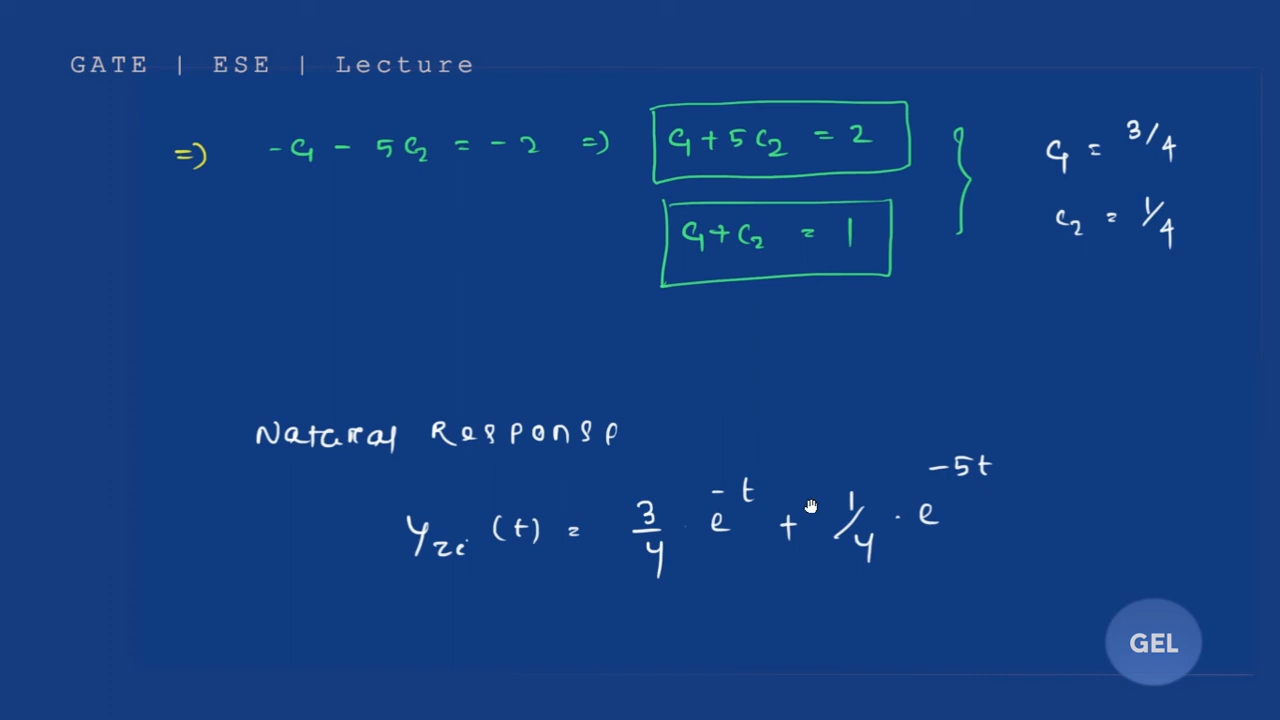 GATE | ESE | Lecture
=> -C1 - 5C2 = -2 => C1+5C2 = 2
C1 = 3/4
C1+C2 = 1
C2 = 1/4
Natural Response
Yzi (t) = 3/4 · e^-t + 1/4 · e^-5t
GEL